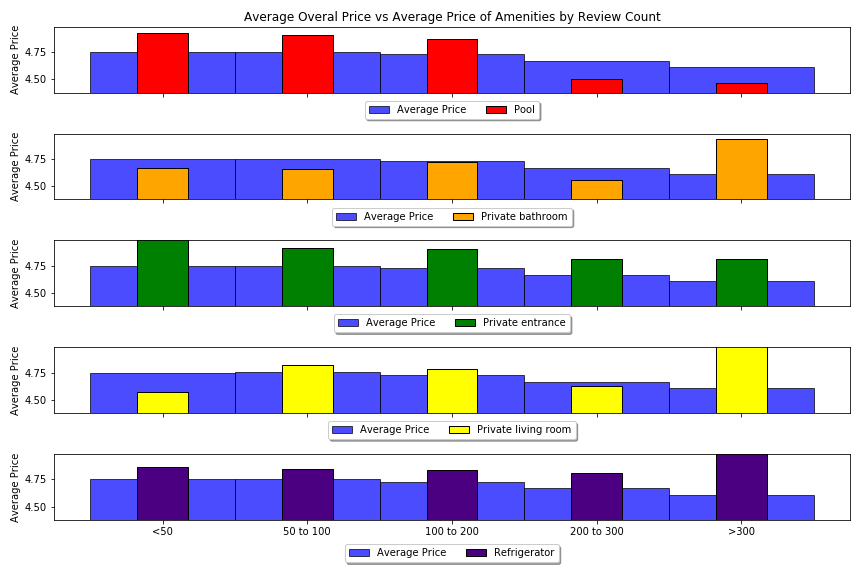 Average Overal Price vs Average Price of Amenities by Review Count
Average Price
4.75
4.50
Average Price Pool
Average Price
4.75
4.50
Average Price Private bathroom
Average Price
4.75
4.50
Average Price Private entrance
Average Price
4.75
4.50
Average Price Private living room
Average Price
4.75
4.50
<50 50 to 100 100 to 200 200 to 300 >300
Average Price Refrigerator